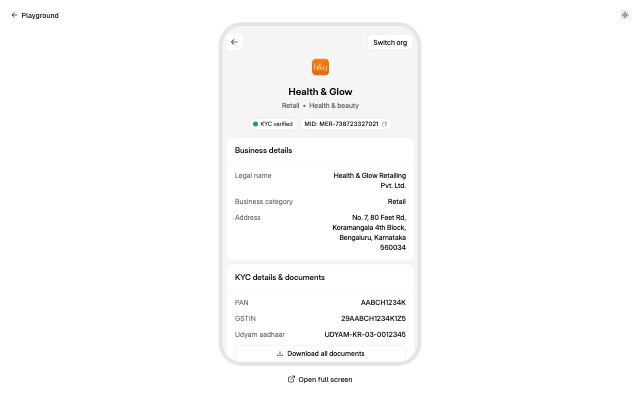 Playground
Switch org
h&g
Health & Glow
Retail • Health & beauty
KYC verified
MID: MER-738723327021
Business details
Legal name
Health & Glow Retailing
Pvt. Ltd.
Business category
Retail
Address
No. 7, 80 Feet Rd,
Koramangala 4th Block,
Bengaluru, Karnataka
560034
KYC details & documents
PAN
AABCH1234K
GSTIN
29AABCH1234K1Z5
Udyam aadhaar
UDYAM-KR-03-0012345
Download all documents
Open full screen